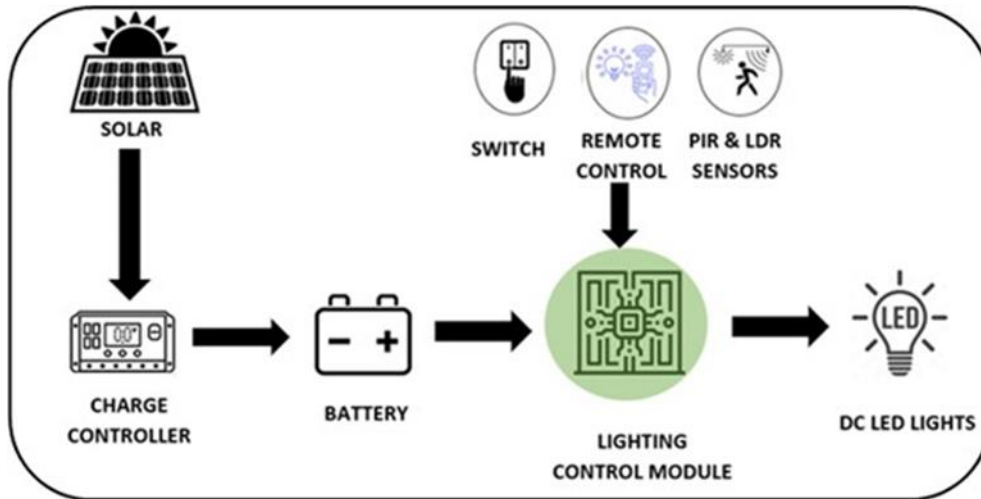 SOLAR
SWITCH
REMOTE
CONTROL
PIR & LDR
SENSORS
CHARGE
CONTROLLER
BATTERY
LIGHTING
CONTROL MODULE
LED
DC LED LIGHTS